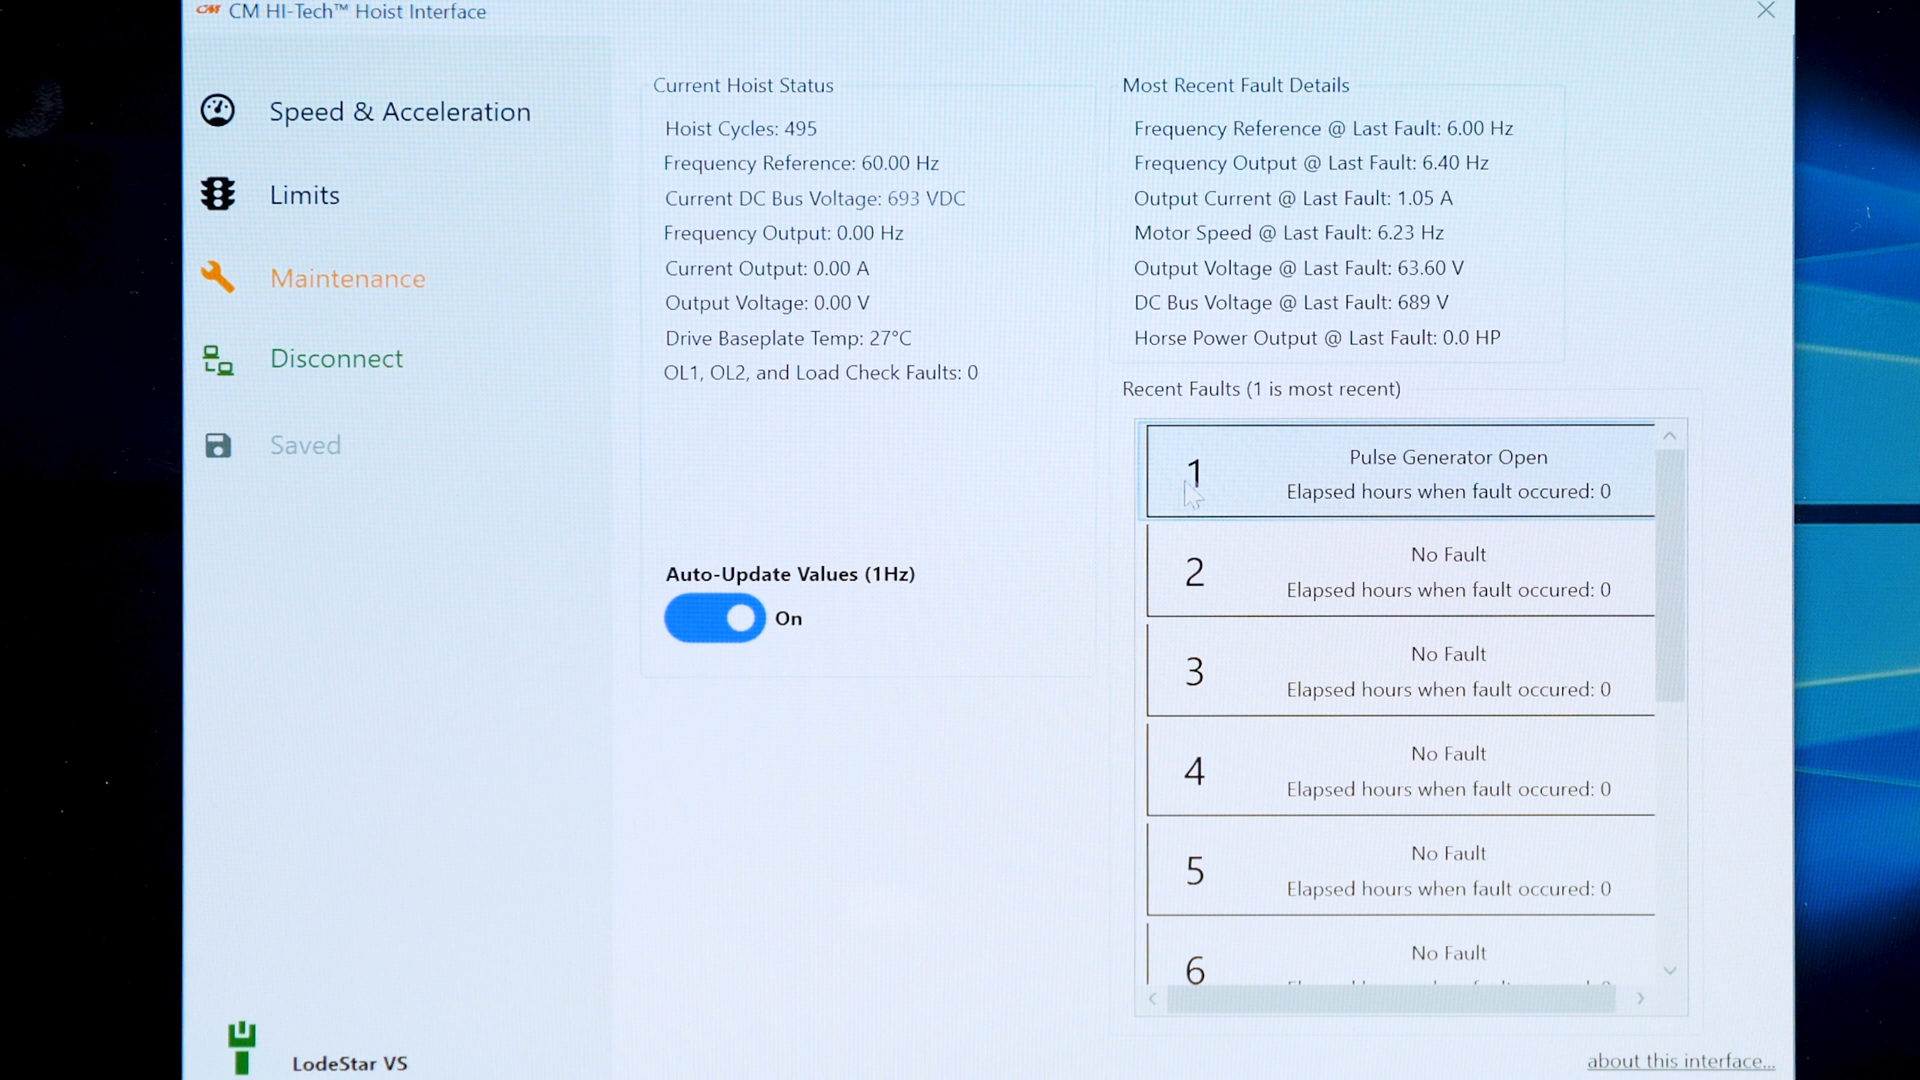 CM CM HI-Tech™ Hoist Interface
Speed & Acceleration
Limits
Maintenance
Disconnect
Saved
LodeStar VS
Current Hoist Status
Hoist Cycles: 495
Frequency Reference: 60.00 Hz
Current DC Bus Voltage: 693 VDC
Frequency Output: 0.00 Hz
Current Output: 0.00 A
Output Voltage: 0.00 V
Drive Baseplate Temp: 27°C
OL1, OL2, and Load Check Faults: 0
Auto-Update Values (1Hz)
On
Most Recent Fault Details
Frequency Reference @ Last Fault: 6.00 Hz
Frequency Output @ Last Fault: 6.40 Hz
Output Current @ Last Fault: 1.05 A
Motor Speed @ Last Fault: 6.23 Hz
Output Voltage @ Last Fault: 63.60 V
DC Bus Voltage @ Last Fault: 689 V
Horse Power Output @ Last Fault: 0.0 HP
Recent Faults (1 is most recent)
1
Pulse Generator Open
Elapsed hours when fault occured: 0
2
No Fault
Elapsed hours when fault occured: 0
3
No Fault
Elapsed hours when fault occured: 0
4
No Fault
Elapsed hours when fault occured: 0
5
No Fault
Elapsed hours when fault occured: 0
6
No Fault
about this interface...